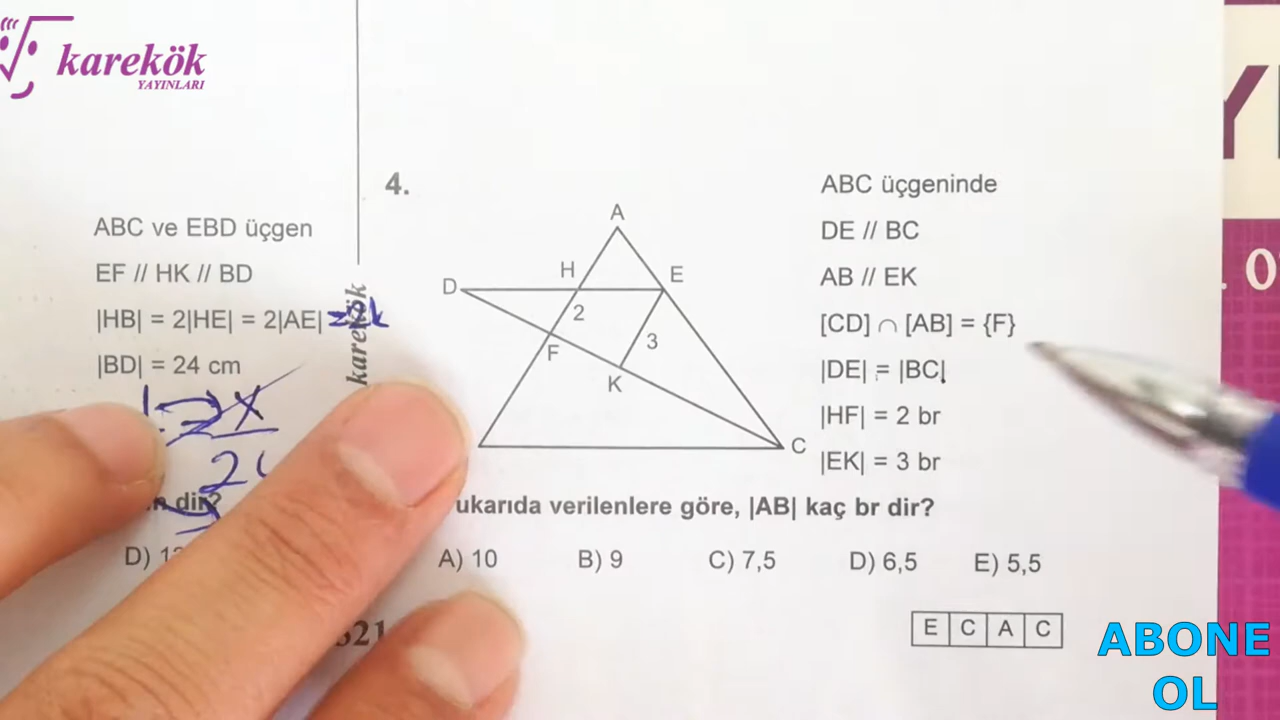 karekök
YAYINLARI
ABC ve EBD üçgen
EF // HK // BD
|HB| = 2|HE| = 2|AE| = 2k
|BD| = 24 cm
dir?
D) 1
karekök
4.
A
H
E
D
2
3
F
K
C
ABC üçgeninde
DE // BC
AB // EK
[CD] ∩ [AB] = {F}
|DE| = |BC|
|HF| = 2 br
|EK| = 3 br
ukarıda verilenlere göre, |AB| kaç br dir?
A) 10 B) 9 C) 7,5 D) 6,5 E) 5,5
E C A C
ABONE
OL